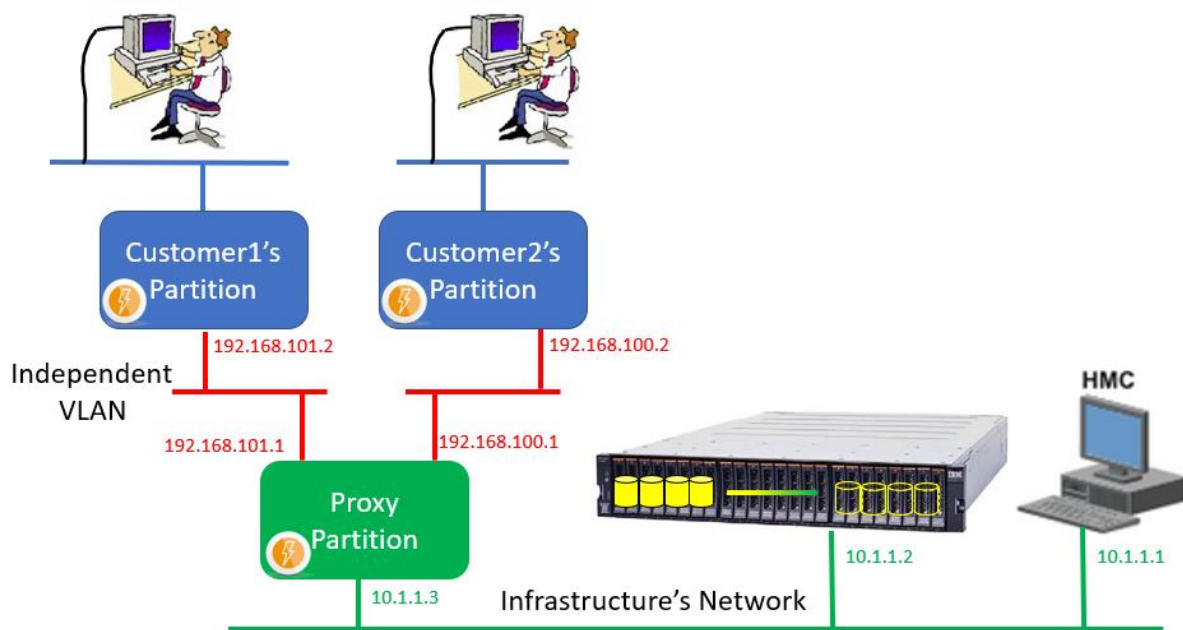 Customer1's
Partition
Customer2's
Partition
192.168.101.2
192.168.100.2
Independent
VLAN
HMC
192.168.101.1
192.168.100.1
IBM
Proxy
Partition
10.1.1.3
10.1.1.2
10.1.1.1
Infrastructure's Network